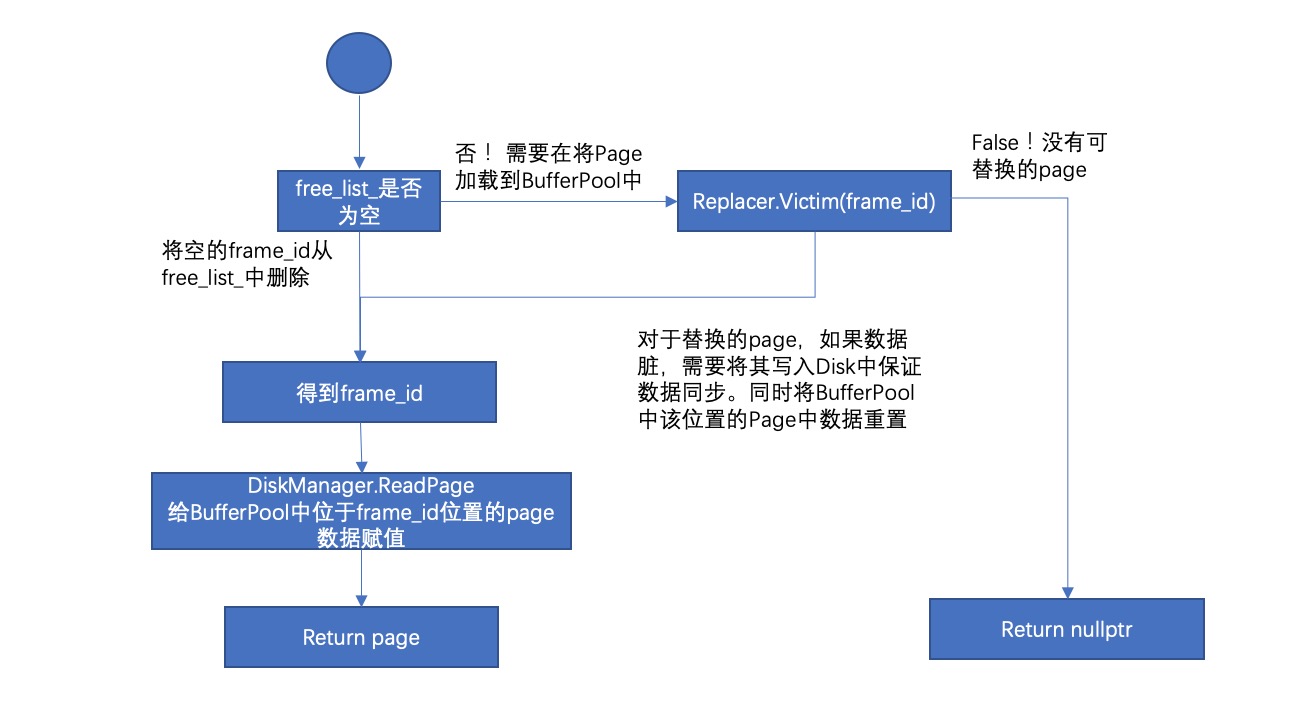 False！没有可
替换的page
否！ 需要在将Page
加载到BufferPool中
free_list_是否
为空
Replacer.Victim(frame_id)
将空的frame_id从
free_list_中删除
对于替换的page，如果数据
脏，需要将其写入Disk中保证
数据同步。同时将BufferPool
中该位置的Page中数据重置
得到frame_id
DiskManager.ReadPage
给BufferPool中位于frame_id位置的page
数据赋值
Return page
Return nullptr